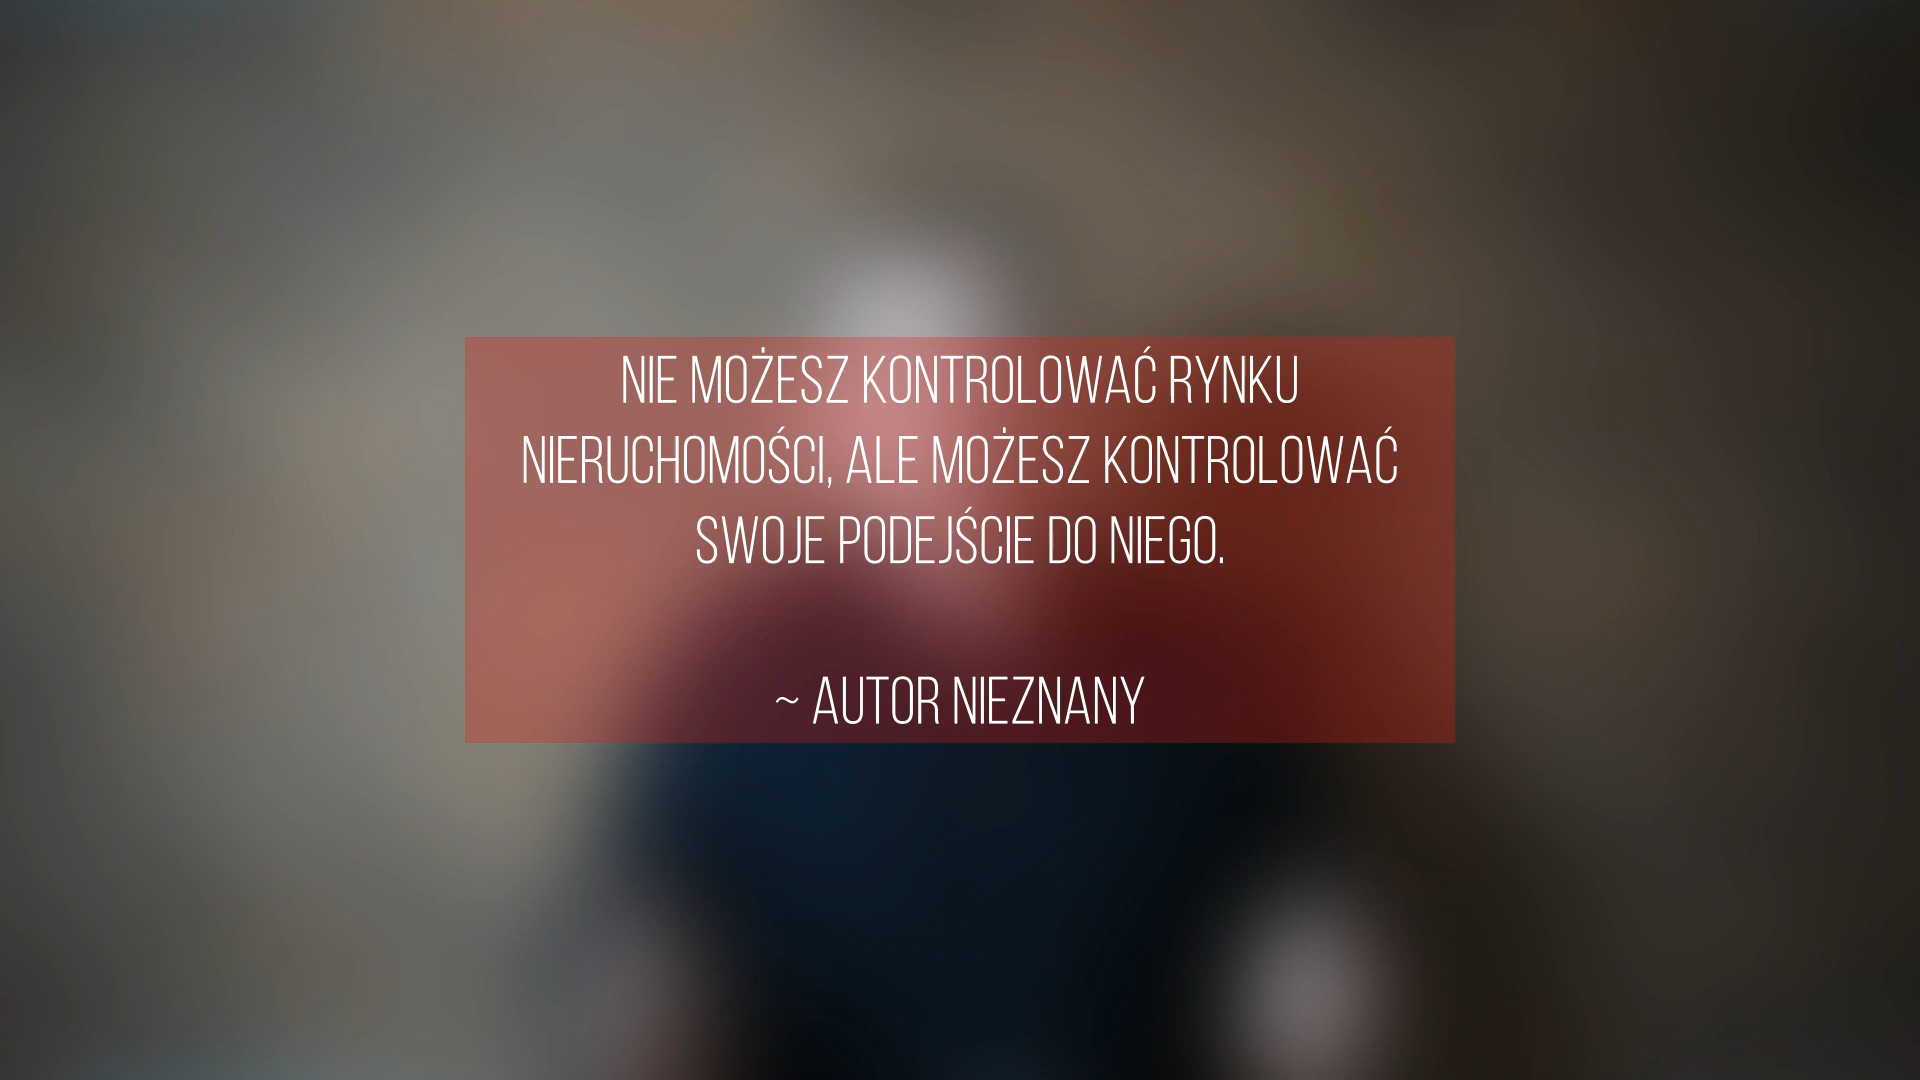 NIE MOŻESZ KONTROLOWAĆ RYNKU
NIERUCHOMOŚCI, ALE MOŻESZ KONTROLOWAĆ
SWOJE PODEJŚCIE DO NIEGO.
~ AUTOR NIEZNANY